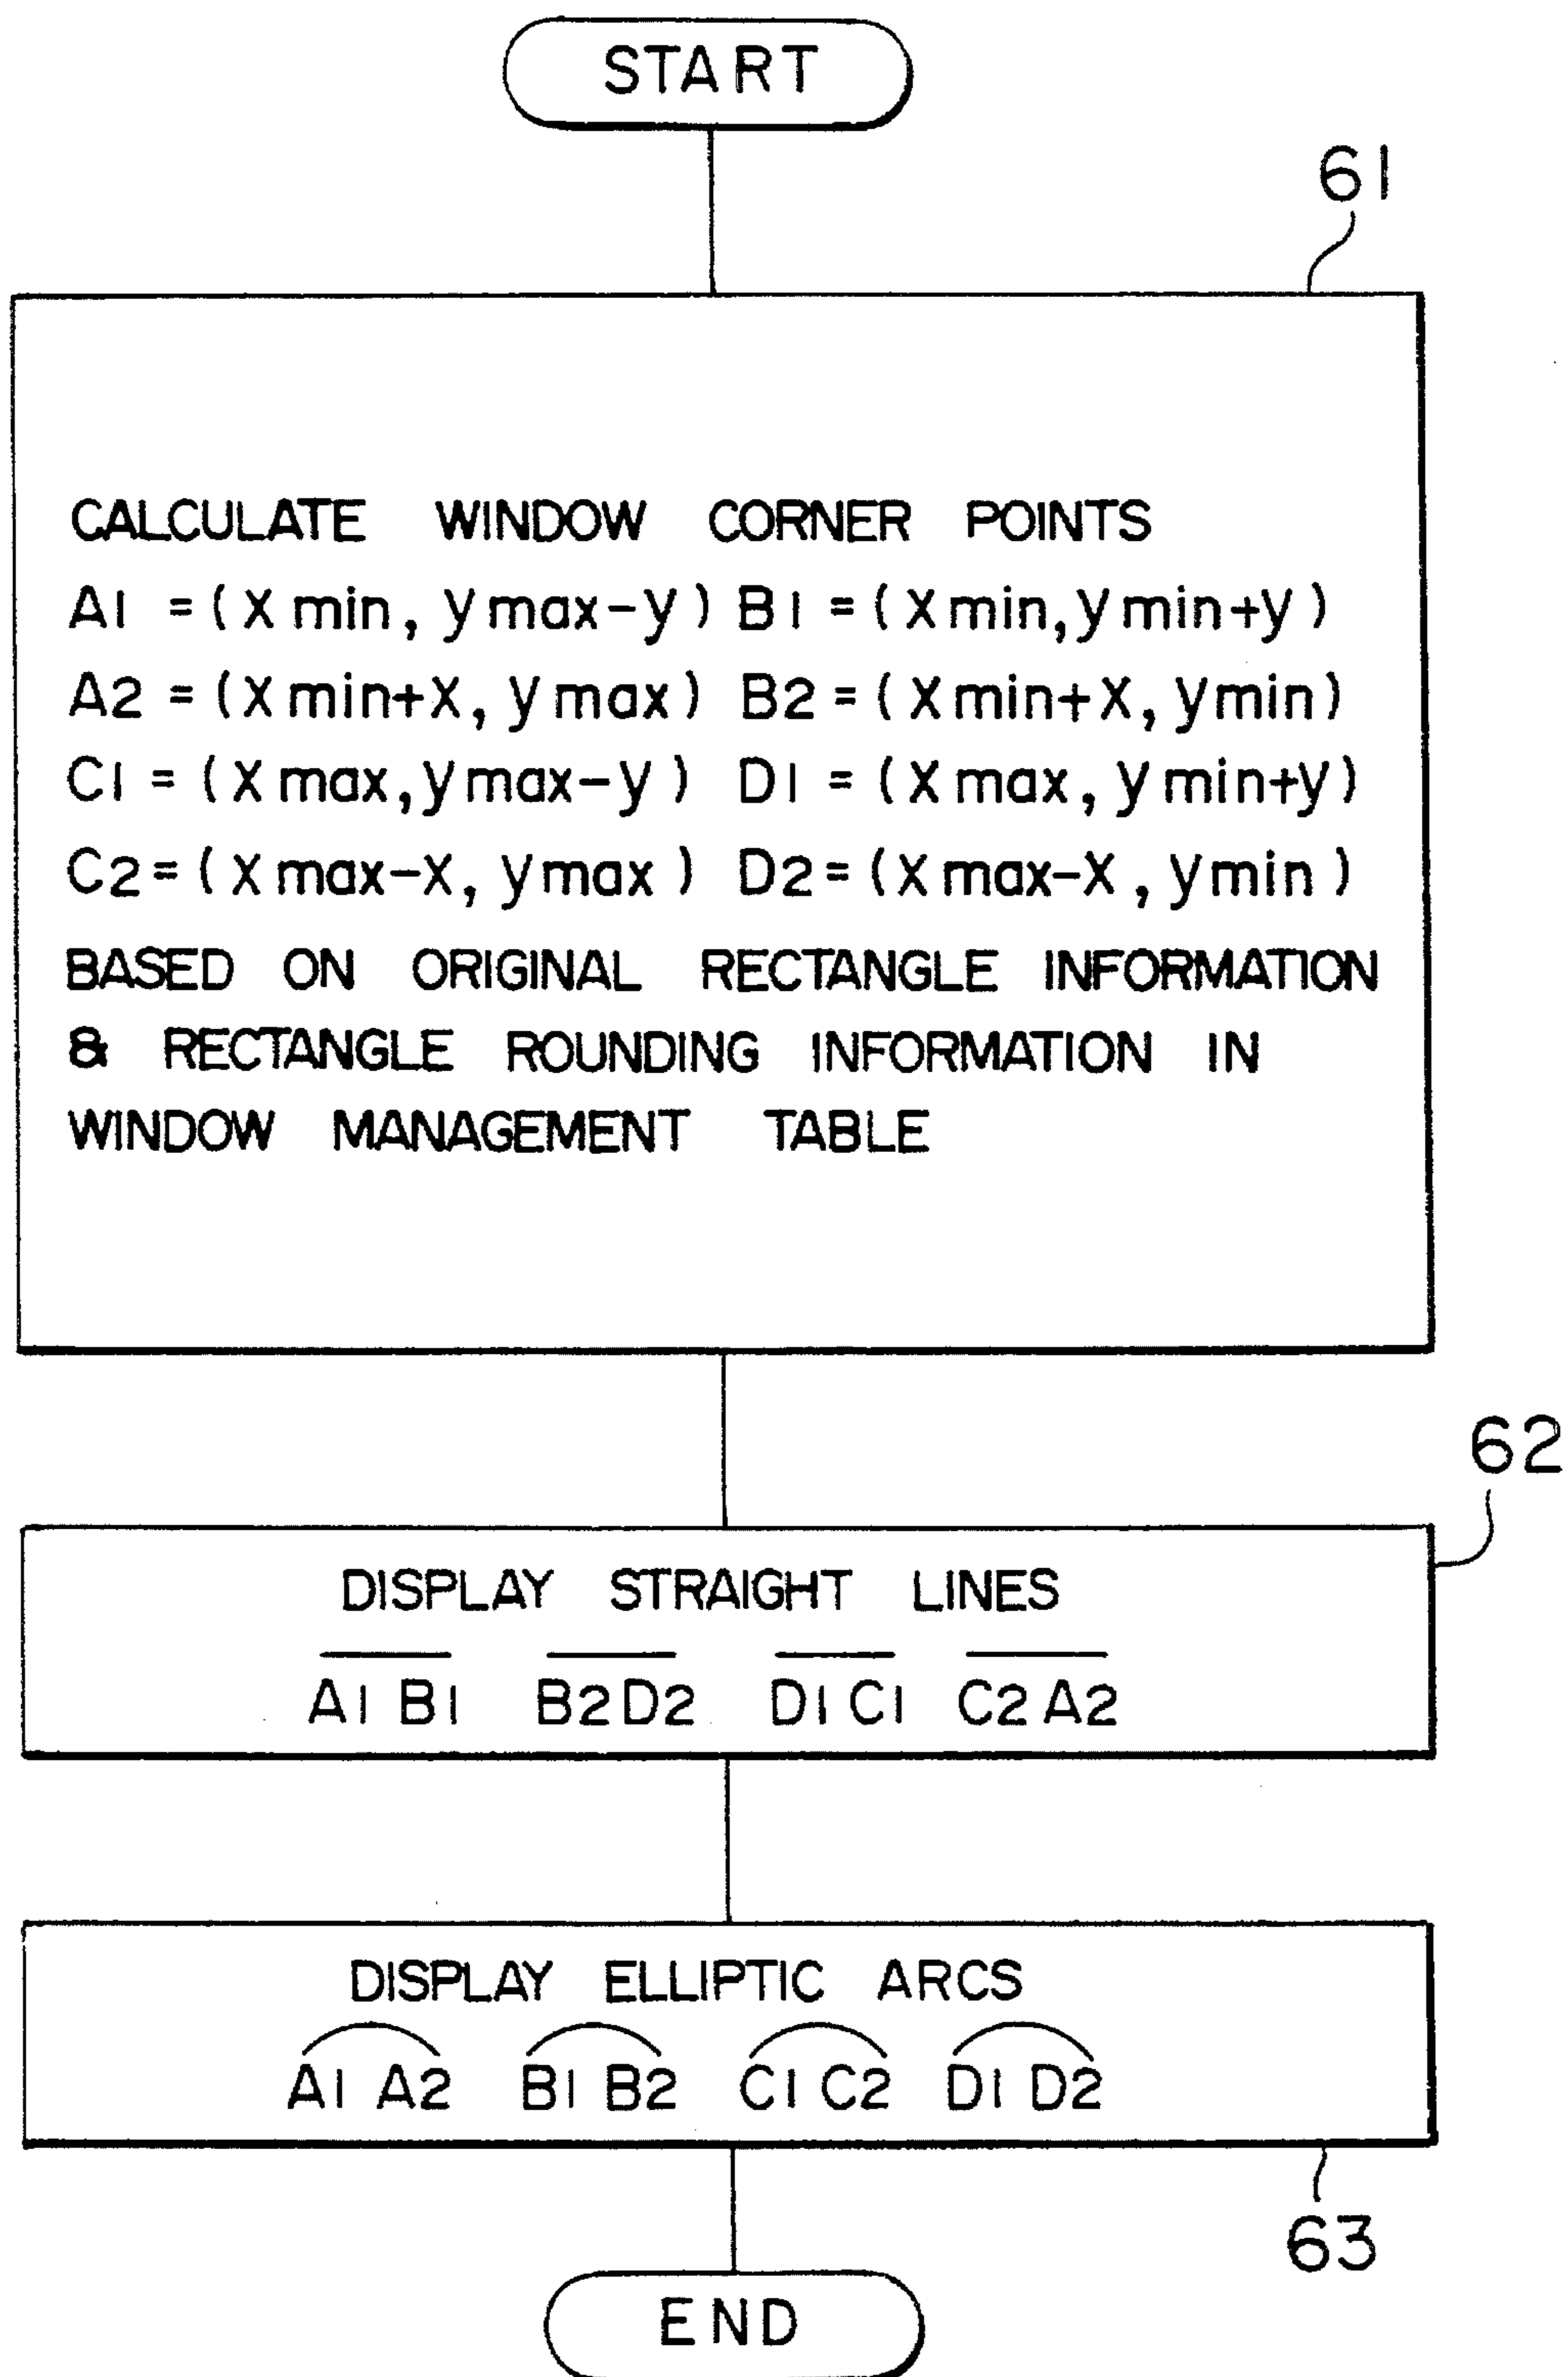 START
61
CALCULATE WINDOW CORNER POINTS
A1 = (X min, y max-y) B1 = (X min, y min+y)
A2 = (X min+X, y max) B2 = (X min+X, y min)
C1 = (X max, y max-y) D1 = (X max, y min+y)
C2 = (X max-X, y max) D2 = (X max-X, y min)
BASED ON ORIGINAL RECTANGLE INFORMATION
& RECTANGLE ROUNDING INFORMATION IN
WINDOW MANAGEMENT TABLE
62
DISPLAY STRAIGHT LINES
A1 B1 B2 D2 D1 C1 C2 A2
DISPLAY ELLIPTIC ARCS
A1 A2 B1 B2 C1 C2 D1 D2
63
END